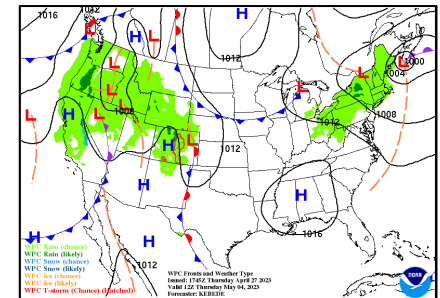 1016
1012
H
H
L
L
1012
L
1000
L
L
1004
L
L
L
1008
L
H
L
1008
1012
L
1012
H
H
H
H
1016
H
1012
WPC Rain (chance)
WPC Rain (likely)
WPC Snow (chance)
WPC Snow (likely)
WPC Ice (chance)
WPC Ice (likely)
WPC T-storm (Chance) (Hatched)
WPC Fronts and Weather Type
Issued: 1745Z Thursday April 27 2023
Valid 12Z Thursday May 04, 2023
Forecaster: KEBEDE
NOAA